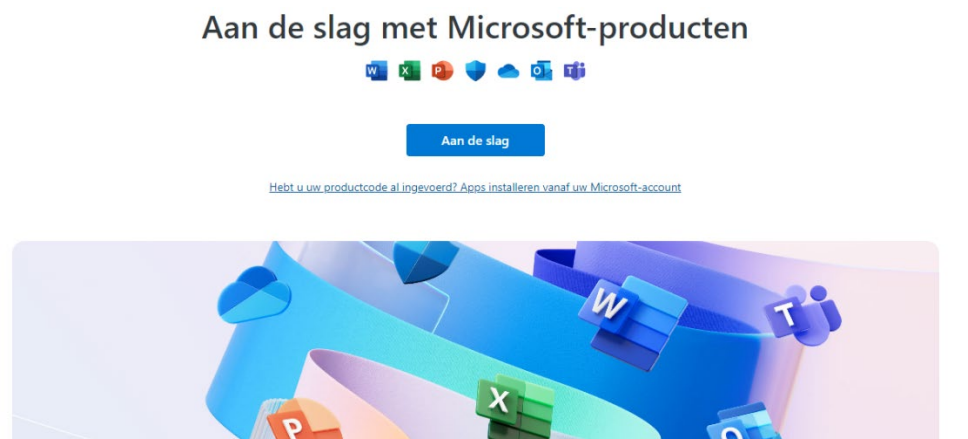 Aan de slag met Microsoft-producten
W X P O T
Aan de slag
Hebt u uw productcode al ingevoerd? Apps installeren vanaf uw Microsoft-account
W
T
X
P
O